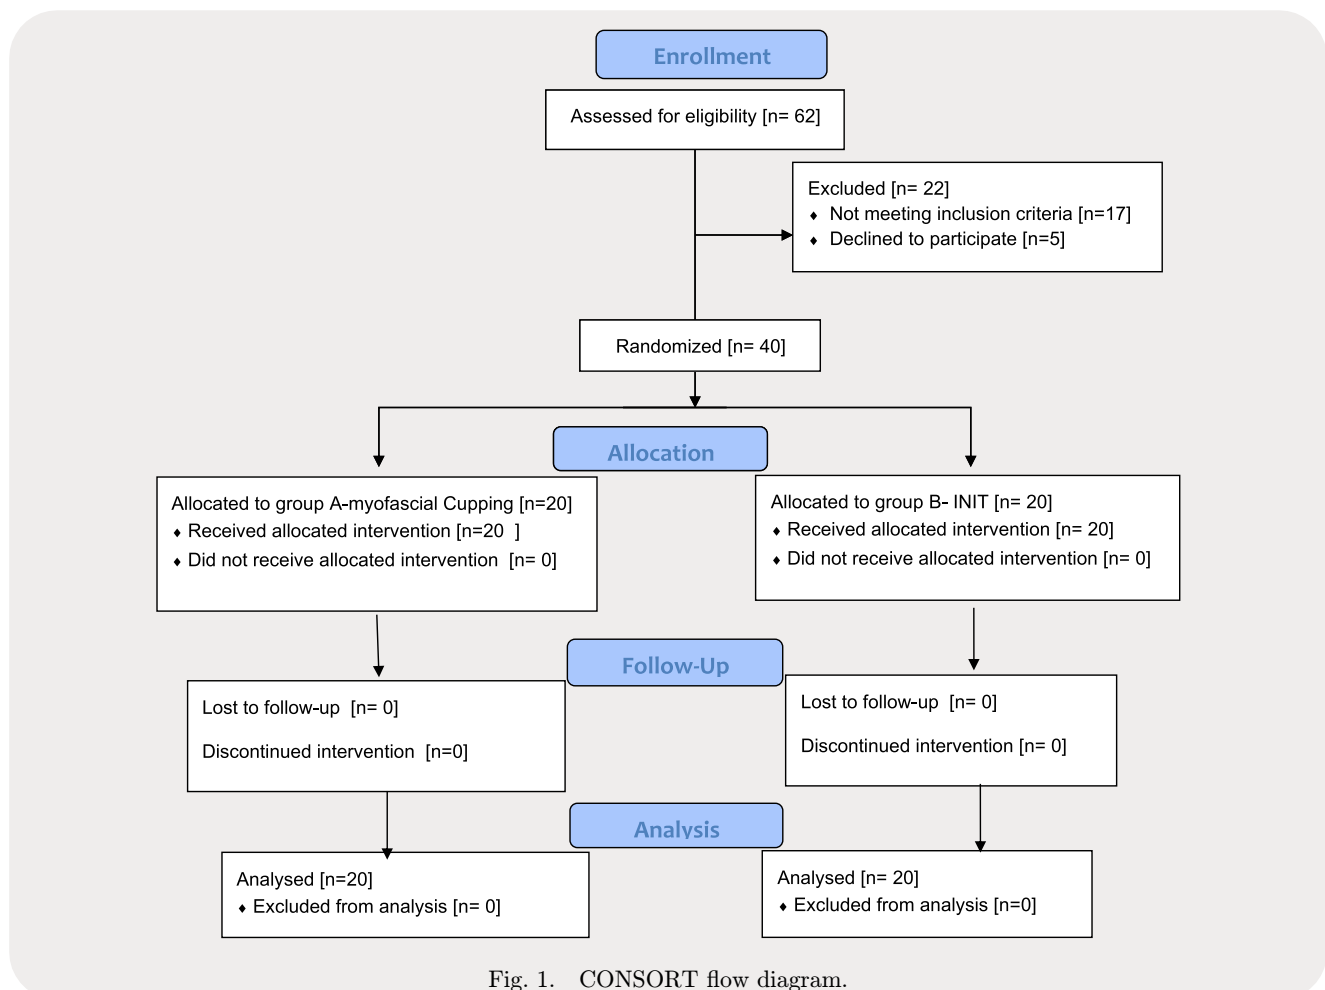 Enrollment
Assessed for eligibility [n= 62]
Excluded [n= 22]
♦ Not meeting inclusion criteria [n=17]
♦ Declined to participate [n=5]
Randomized [n= 40]
Allocation
Allocated to group A-myofascial Cupping [n=20]
♦ Received allocated intervention [n=20 ]
♦ Did not receive allocated intervention [n= 0]
Allocated to group B- INIT [n= 20]
♦ Received allocated intervention [n= 20]
♦ Did not receive allocated intervention [n= 0]
Follow-Up
Lost to follow-up [n= 0]
Discontinued intervention [n=0]
Lost to follow-up [n= 0]
Discontinued intervention [n= 0]
Analysis
Analysed [n=20]
♦ Excluded from analysis [n= 0]
Analysed [n= 20]
♦ Excluded from analysis [n=0]
Fig. 1. CONSORT flow diagram.